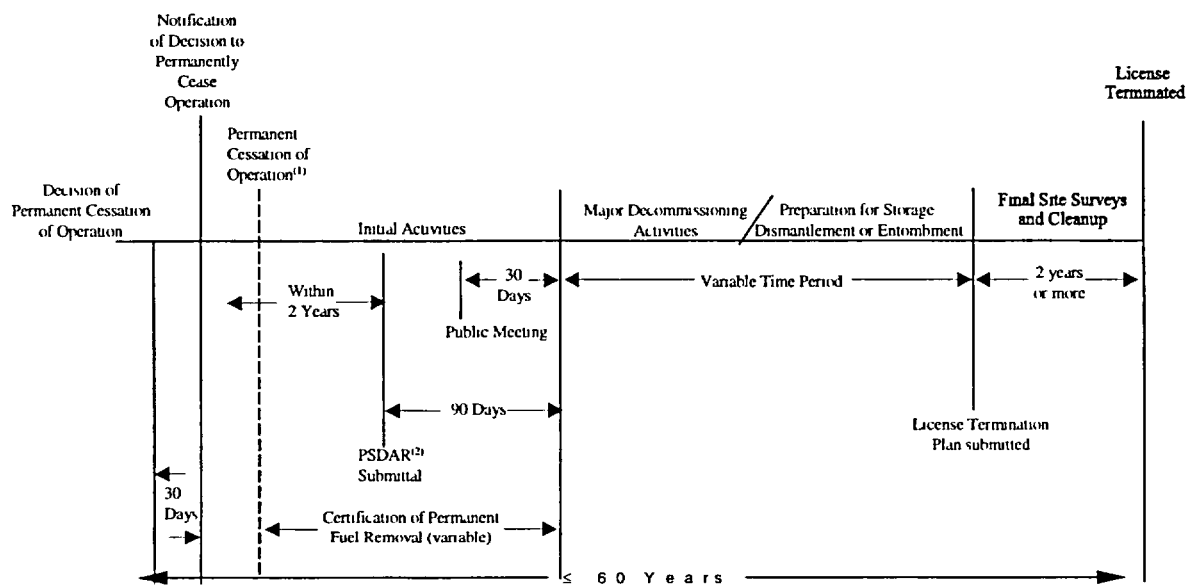 Notification
of Decision to
Permanently
Cease
Operation
License
Terminated
Permanent
Cessation of
Operation(1)
Decision of
Permanent Cessation
of Operation
Initial Activities
Major Decommissioning
Activities
Preparation for Storage
Dismantlement or Entombment
Final Site Surveys
and Cleanup
Within
2 Years
30
Days
Public Meeting
Variable Time Period
2 years
or more
90 Days
PSDAR(2)
Submittal
License Termination
Plan submitted
30
Days
Certification of Permanent
Fuel Removal (variable)
≤ 60 Years